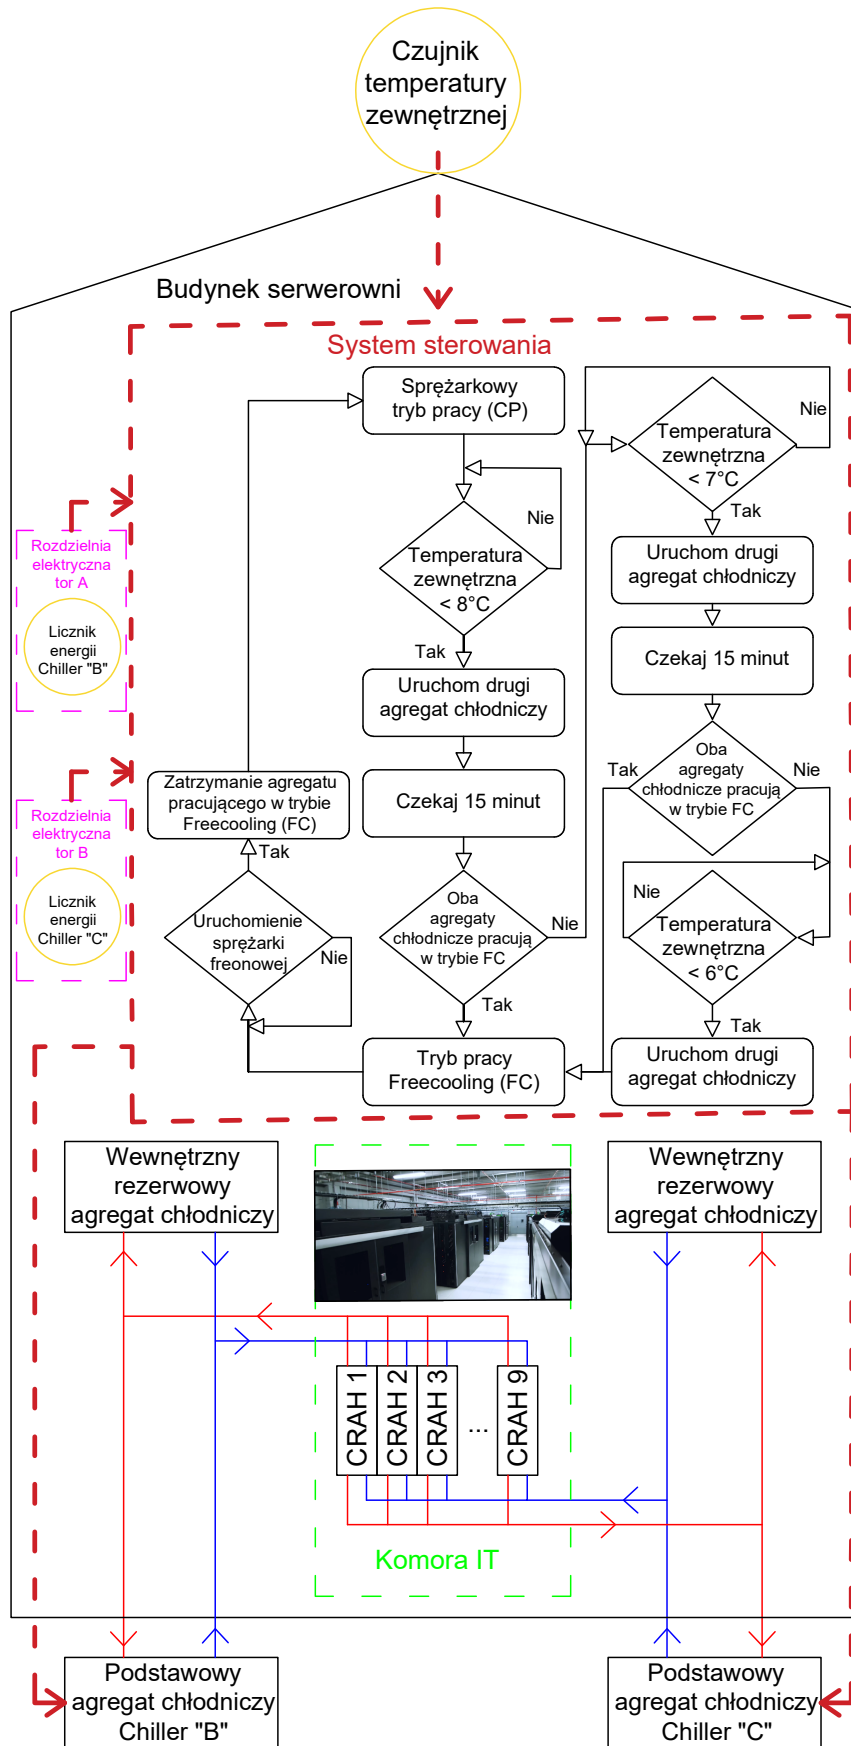 Czujnik
temperatury
zewnętrznej
Budynek serwerowni
System sterowania
Sprężarkowy
tryb pracy (CP)
Nie
Temperatura
zewnętrzna
< 8°C
Tak
Uruchom drugi
agregat chłodniczy
Czekaj 15 minut
Oba
agregaty
chłodnicze pracują
w trybie FC
Nie
Tak
Tryb pracy
Freecooling (FC)
Nie
Temperatura
zewnętrzna
< 7°C
Tak
Uruchom drugi
agregat chłodniczy
Czekaj 15 minut
Oba
agregaty
chłodnicze pracują
w trybie FC
Tak
Nie
Nie
Temperatura
zewnętrzna
< 6°C
Tak
Uruchom drugi
agregat chłodniczy
Zatrzymanie agregatu
pracującego w trybie
Freecooling (FC)
Tak
Uruchomienie
sprężarki
freonowej
Nie
Rozdzielnia
elektryczna
tor A
Licznik
energii
Chiller "B"
Rozdzielnia
elektryczna
tor B
Licznik
energii
Chiller "C"
Wewnętrzny
rezerwowy
agregat chłodniczy
Wewnętrzny
rezerwowy
agregat chłodniczy
CRAH 1
CRAH 2
CRAH 3
...
CRAH 9
Komora IT
Podstawowy
agregat chłodniczy
Chiller "B"
Podstawowy
agregat chłodniczy
Chiller "C"